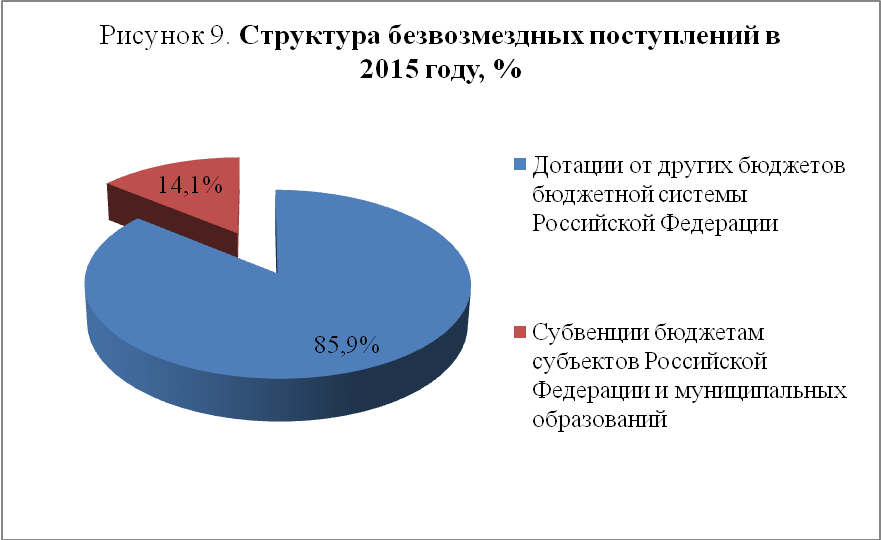 Рисунок 9. Структура безвозмездных поступлений в
2015 году, %
14,1%
85,9%
Дотации от других бюджетов
бюджетной системы
Российской Федерации
Субвенции бюджетам
субъектов Российской
Федерации и муниципальных
образований